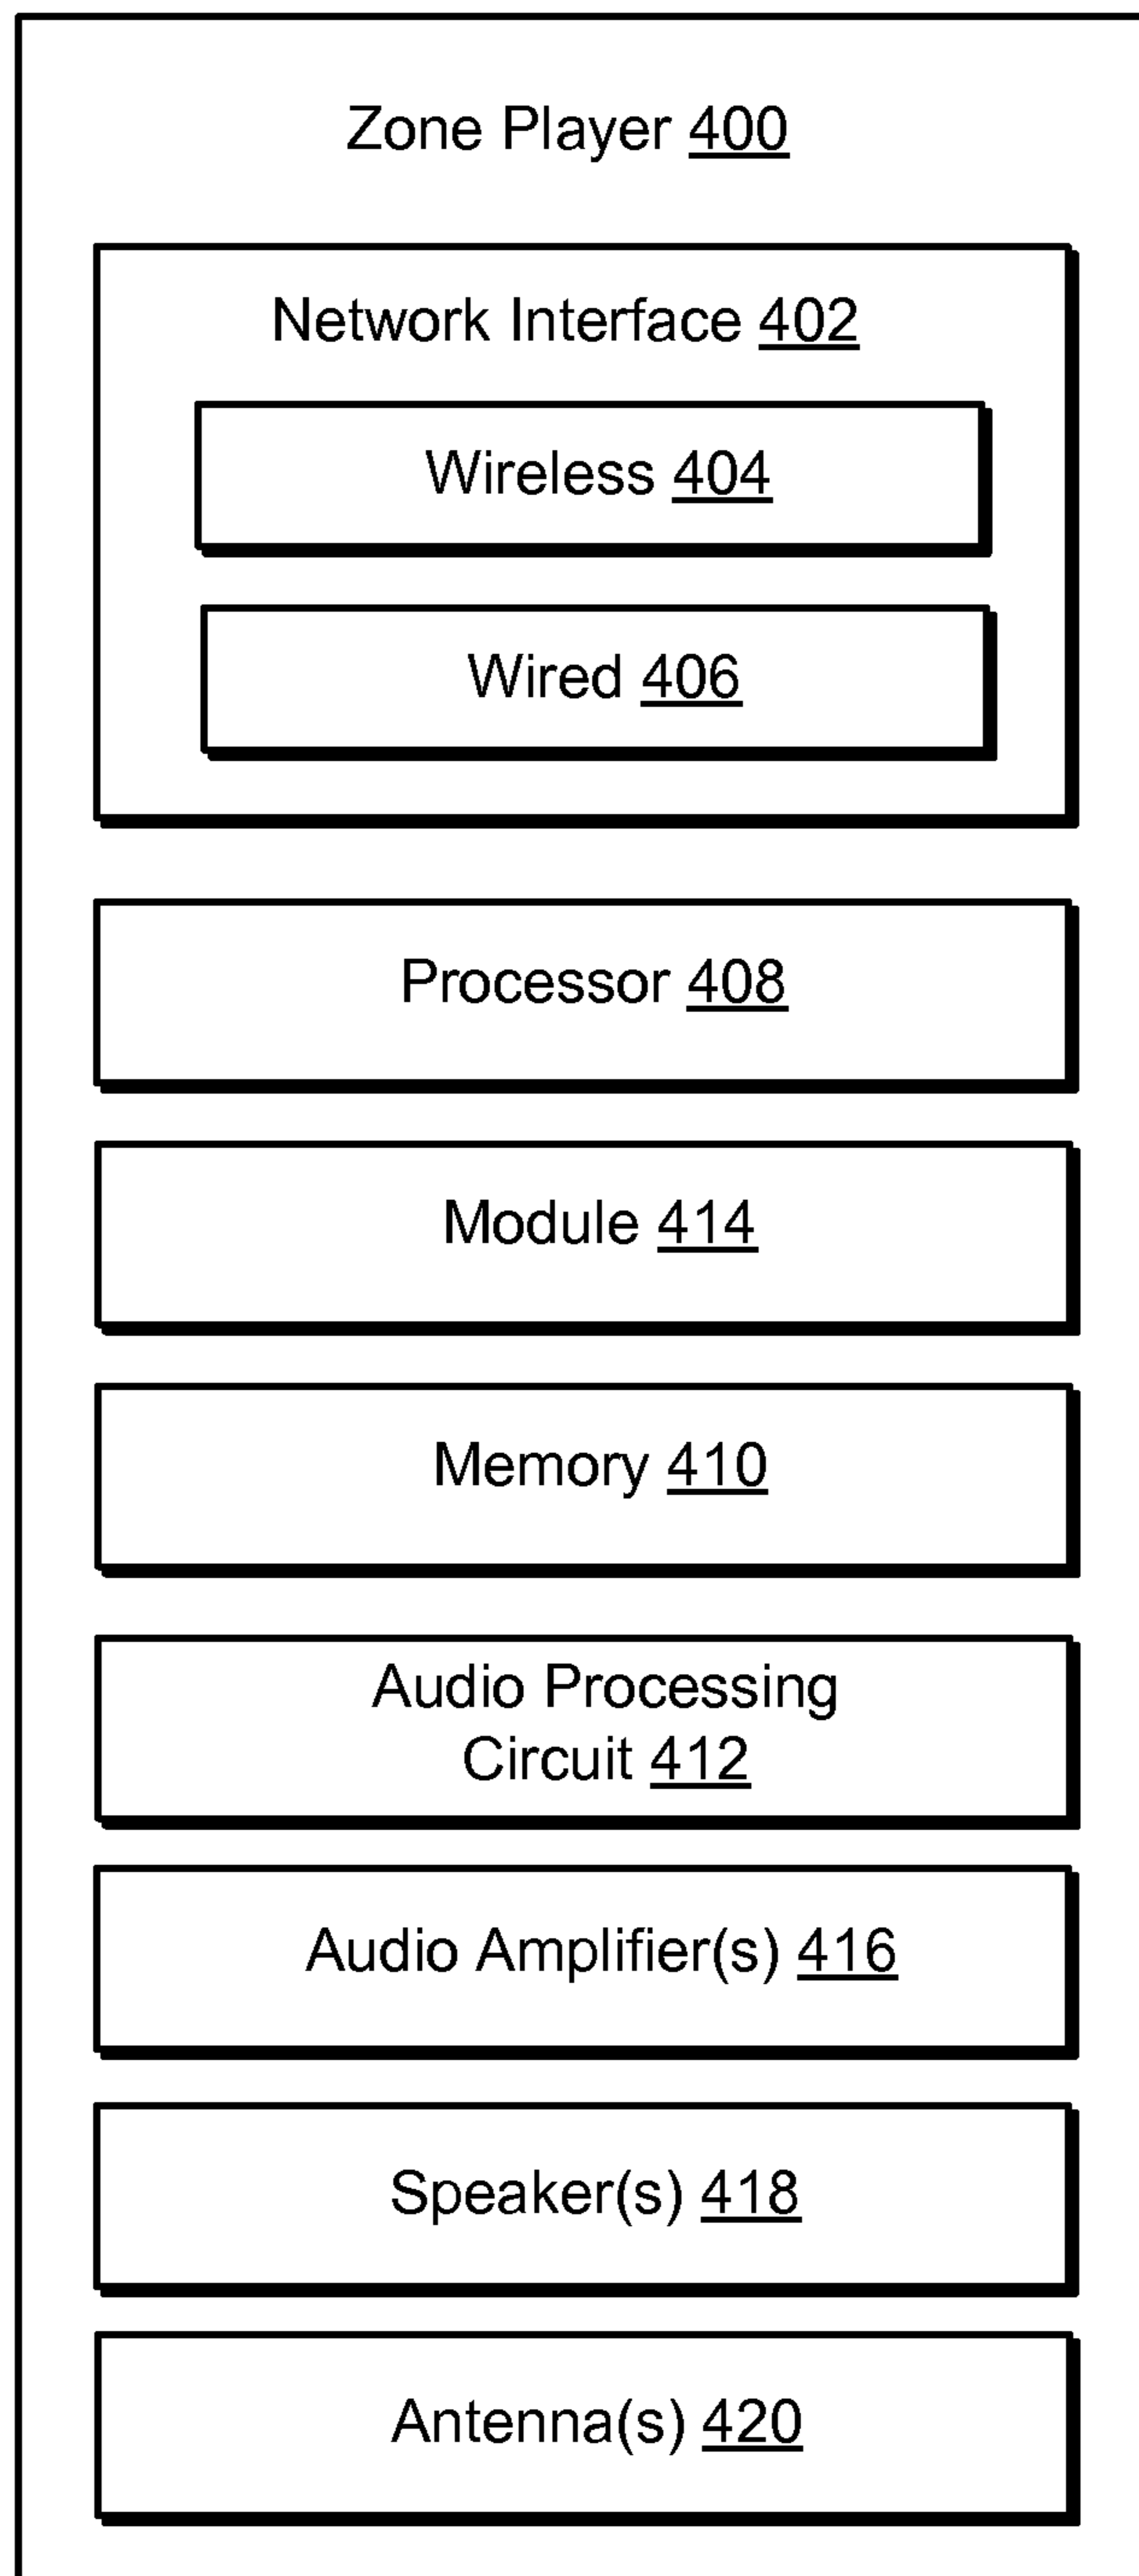 Zone Player 400
Network Interface 402
Wireless 404
Wired 406
Processor 408
Module 414
Memory 410
Audio Processing
Circuit 412
Audio Amplifier(s) 416
Speaker(s) 418
Antenna(s) 420